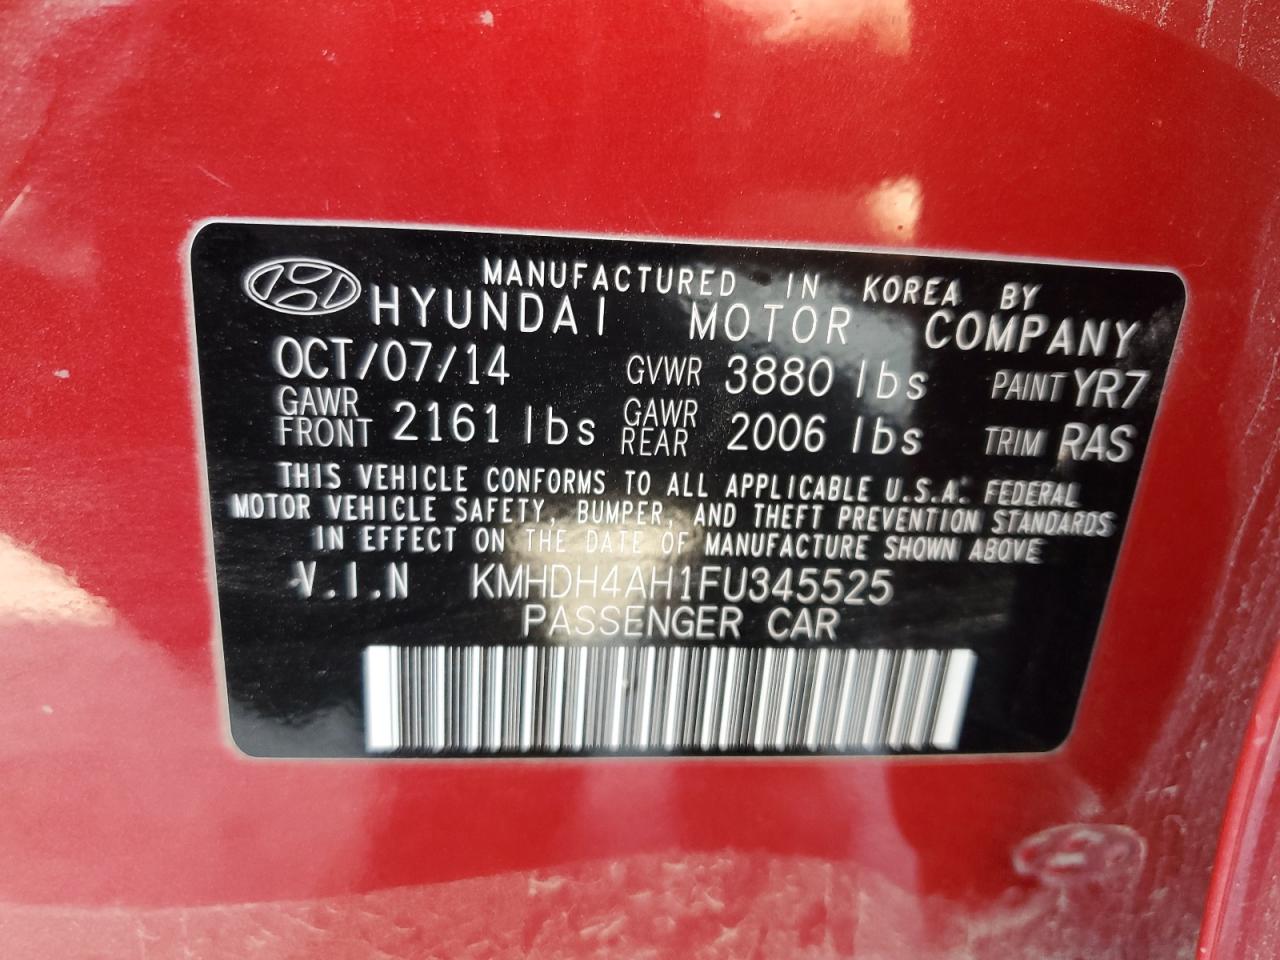 MANUFACTURED IN KOREA BY
HYUNDAI MOTOR COMPANY
OCT/07/14 GVWR 3880 lbs PAINT YR7
GAWR FRONT 2161 lbs GAWR REAR 2006 lbs TRIM RAS
THIS VEHICLE CONFORMS TO ALL APPLICABLE U.S.A. FEDERAL
MOTOR VEHICLE SAFETY, BUMPER, AND THEFT PREVENTION STANDARDS
IN EFFECT ON THE DATE OF MANUFACTURE SHOWN ABOVE
V.I.N KMHDH4AH1FU345525
PASSENGER CAR